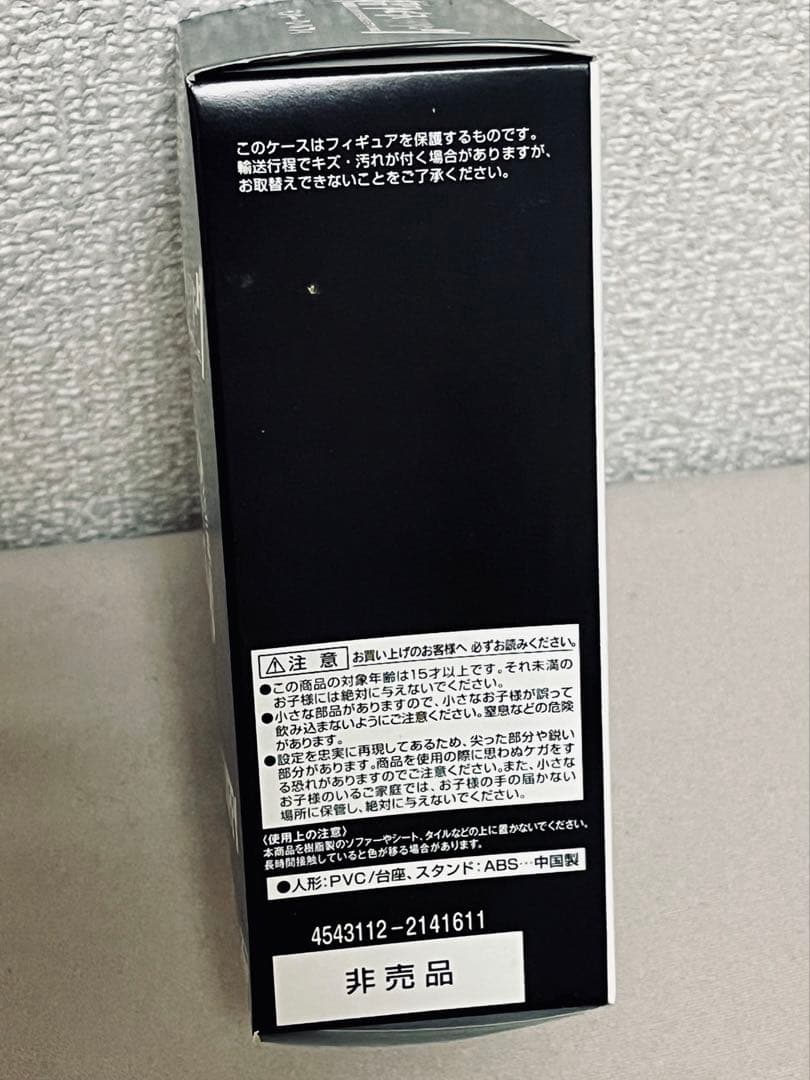 このケースはフィギュアを保護するものです。
輸送行程でキズ・汚れが付く場合がありますが、
お取替えできないことをご了承ください。
⚠注 意 お買い上げのお客様へ 必ずお読みください。
●この商品の対象年齢は15才以上です。それ未満の
お子様には絶対に与えないでください。
●小さな部品がありますので、小さなお子様が誤って
飲み込まないようにご注意ください。窒息などの危険
があります。
●設定を忠実に再現してあるため、尖った部分や鋭い
部分があります。商品を使用の際に思わぬケガをす
る恐れがありますのでご注意ください。また、小さな
お子様のいるご家庭では、お子様の手の届かない
場所に保管し、絶対に与えないでください。
〈使用上の注意〉
本商品を樹脂製のソファーやシート、タイルなどの上に置かないでください。
長時間接触していると色が移る場合があります。
●人形:PVC/台座、スタンド:ABS…中国製
4543112-2141611
非売品